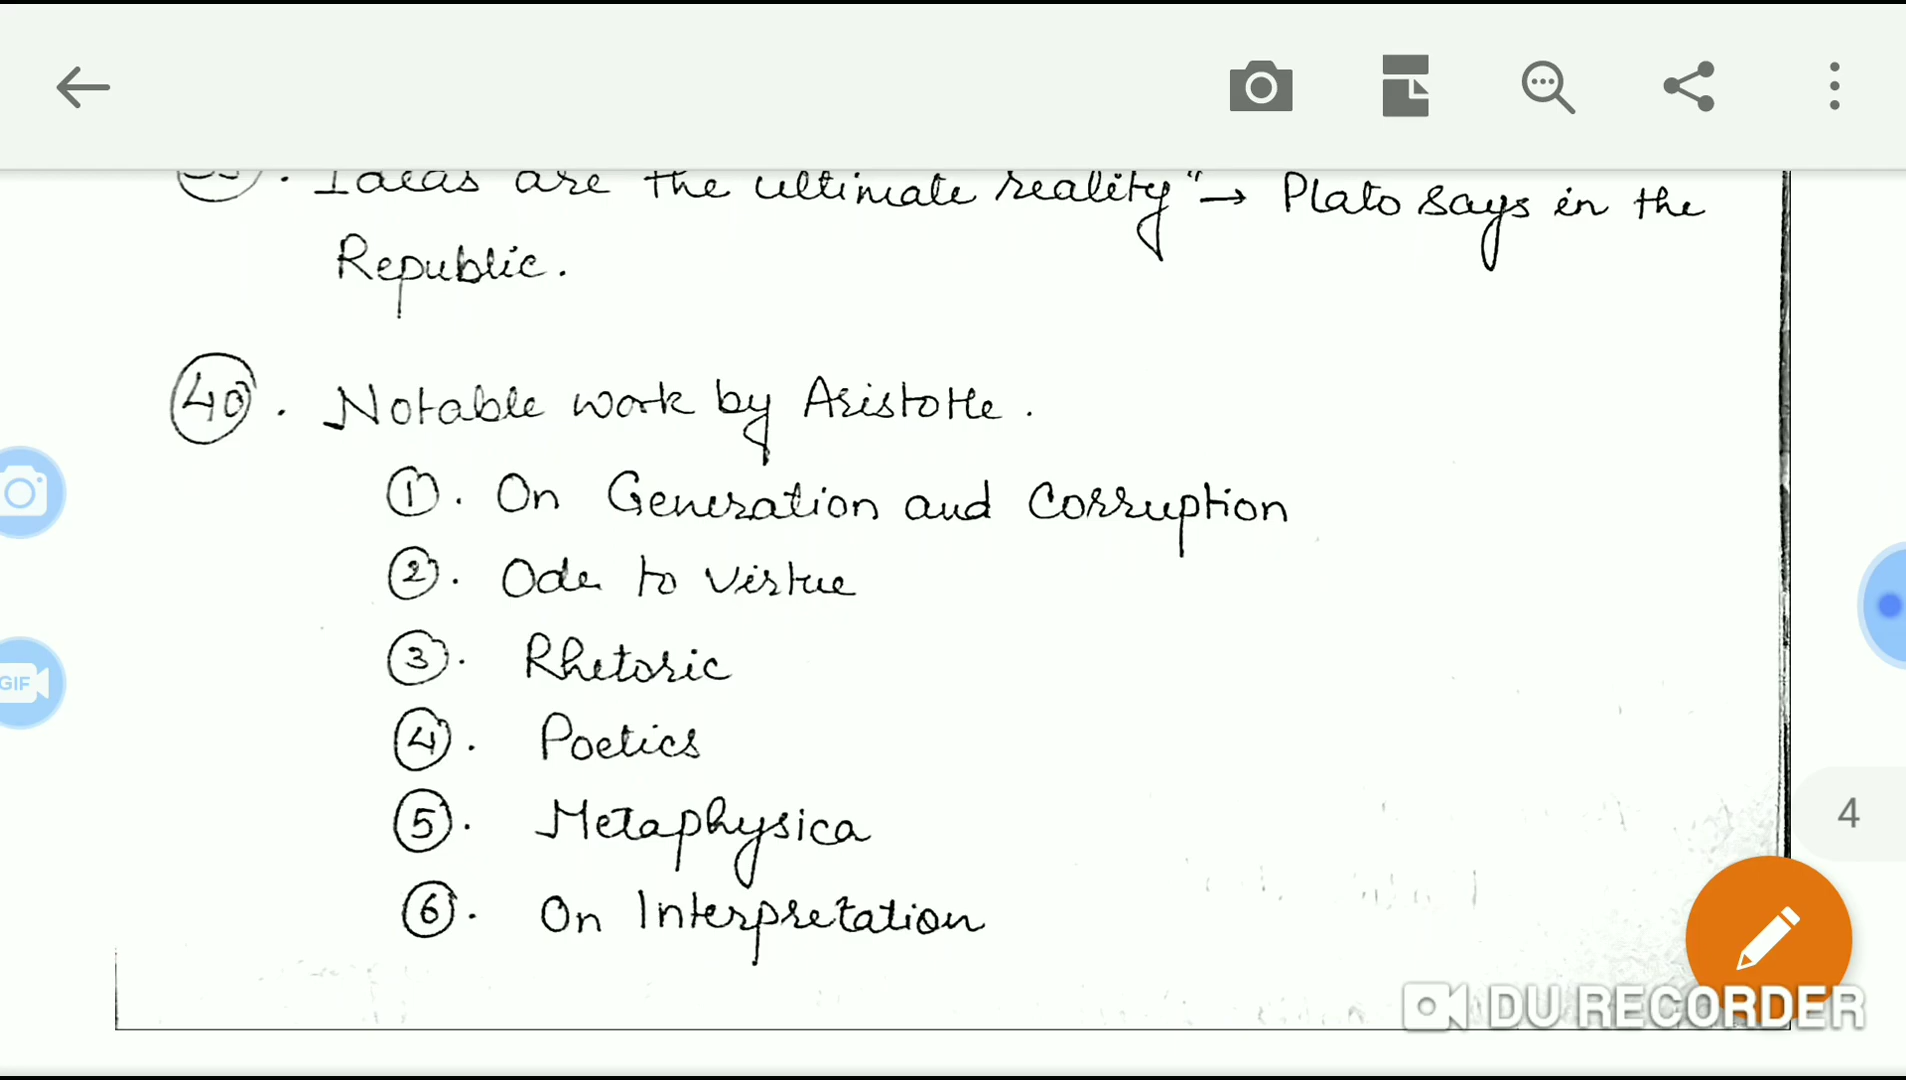 . Ideas are the ultimate reality" → Plato says in the
Republic.
40. Notable work by Aristotle.
1. On Generation and Corruption
2. Ode to Virtue
3. Rhetoric
4. Poetics
5. Metaphysica
6. On Interpretation
GIF
4
DU RECORDER